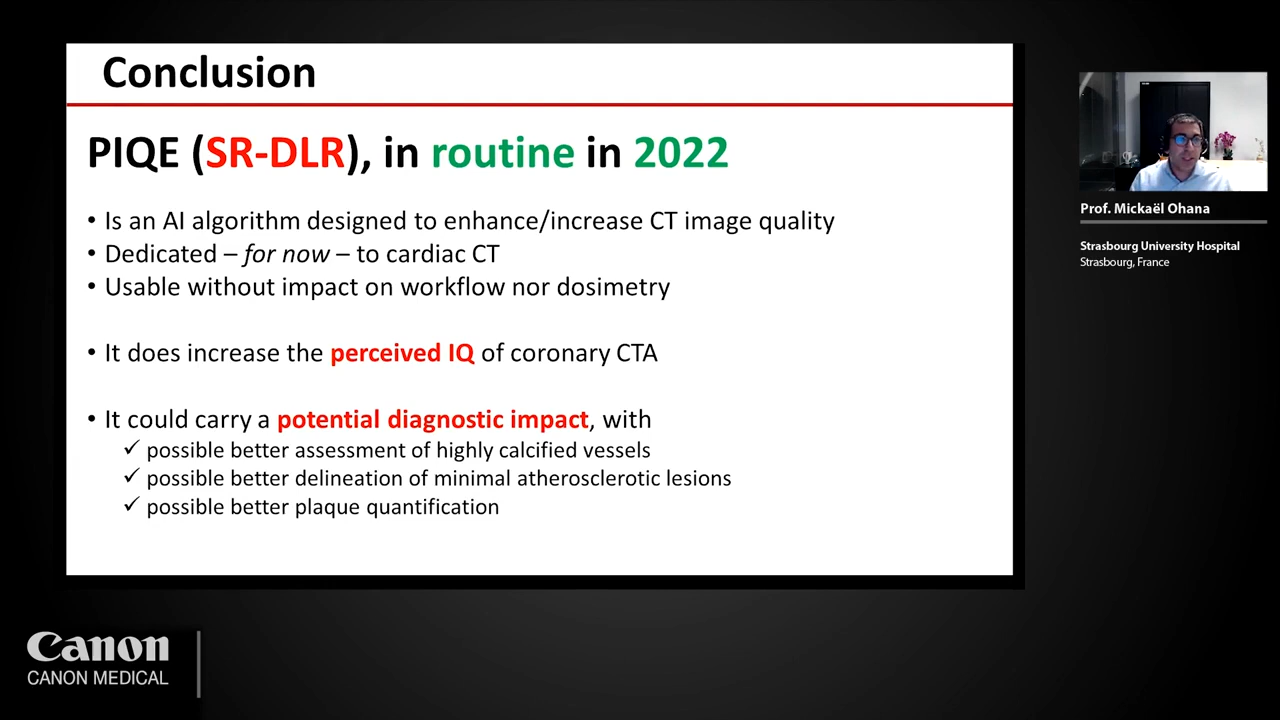 Conclusion
PIQE (SR-DLR), in routine in 2022
• Is an AI algorithm designed to enhance/increase CT image quality
• Dedicated – for now – to cardiac CT
• Usable without impact on workflow nor dosimetry
• It does increase the perceived IQ of coronary CTA
• It could carry a potential diagnostic impact, with
✓ possible better assessment of highly calcified vessels
✓ possible better delineation of minimal atherosclerotic lesions
✓ possible better plaque quantification
Prof. Mickaël Ohana
Strasbourg University Hospital
Strasbourg, France
Canon
CANON MEDICAL